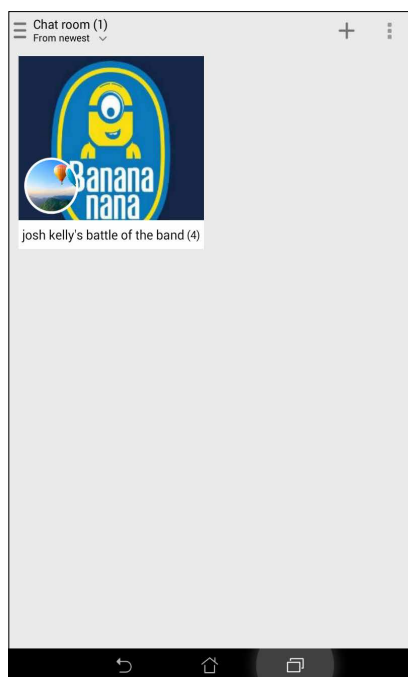 Chat room (1)
From newest
Banana
nana
josh kelly's battle of the band (4)